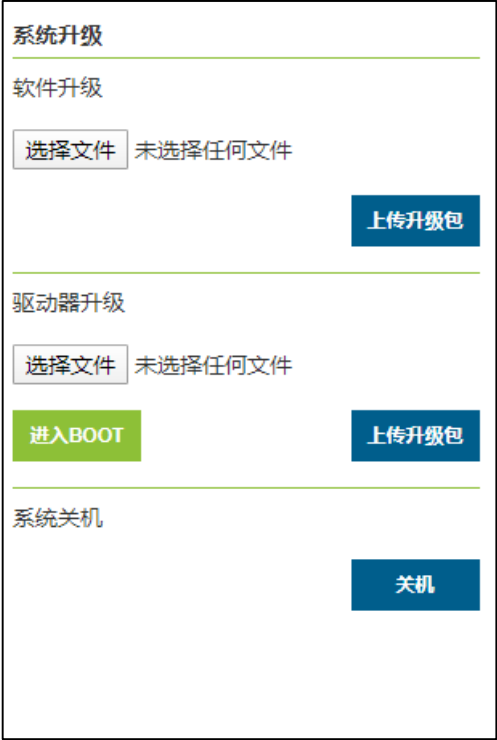 系统升级
软件升级
选择文件 未选择任何文件
上传升级包
驱动器升级
选择文件 未选择任何文件
进入BOOT 上传升级包
系统关机
关机